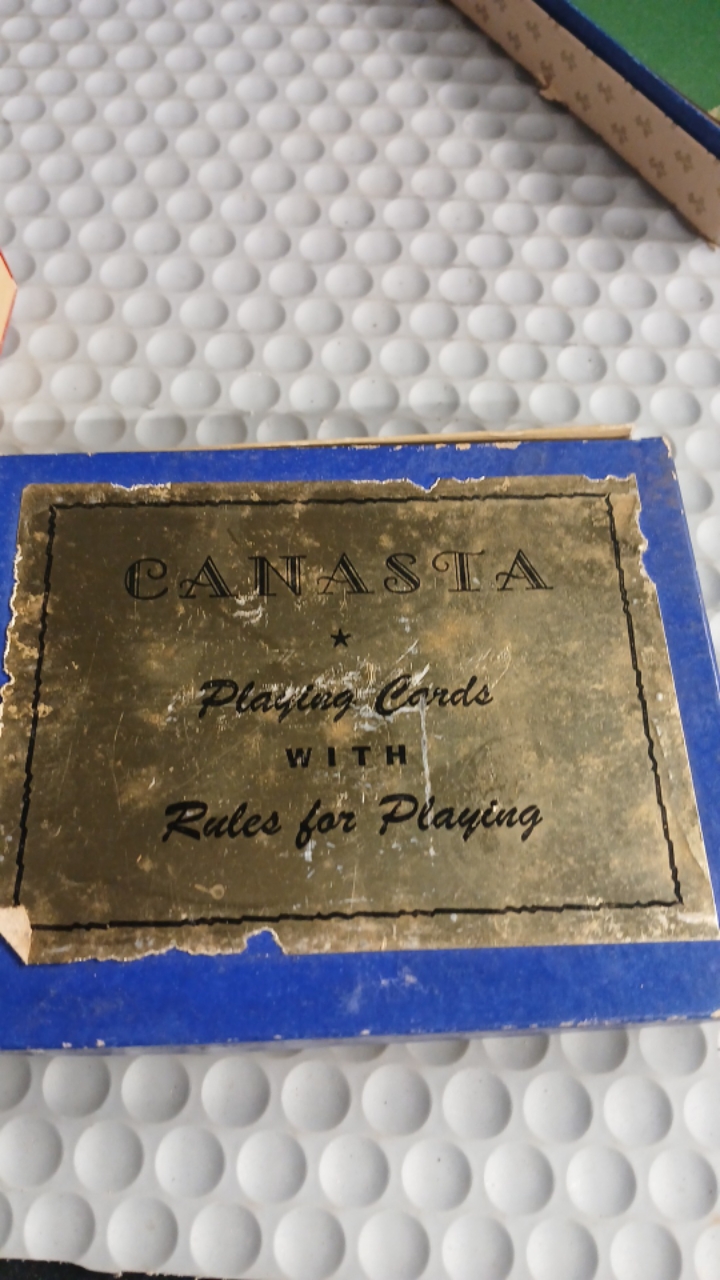 CANASTA
Playing Cards
WITH
Rules for Playing